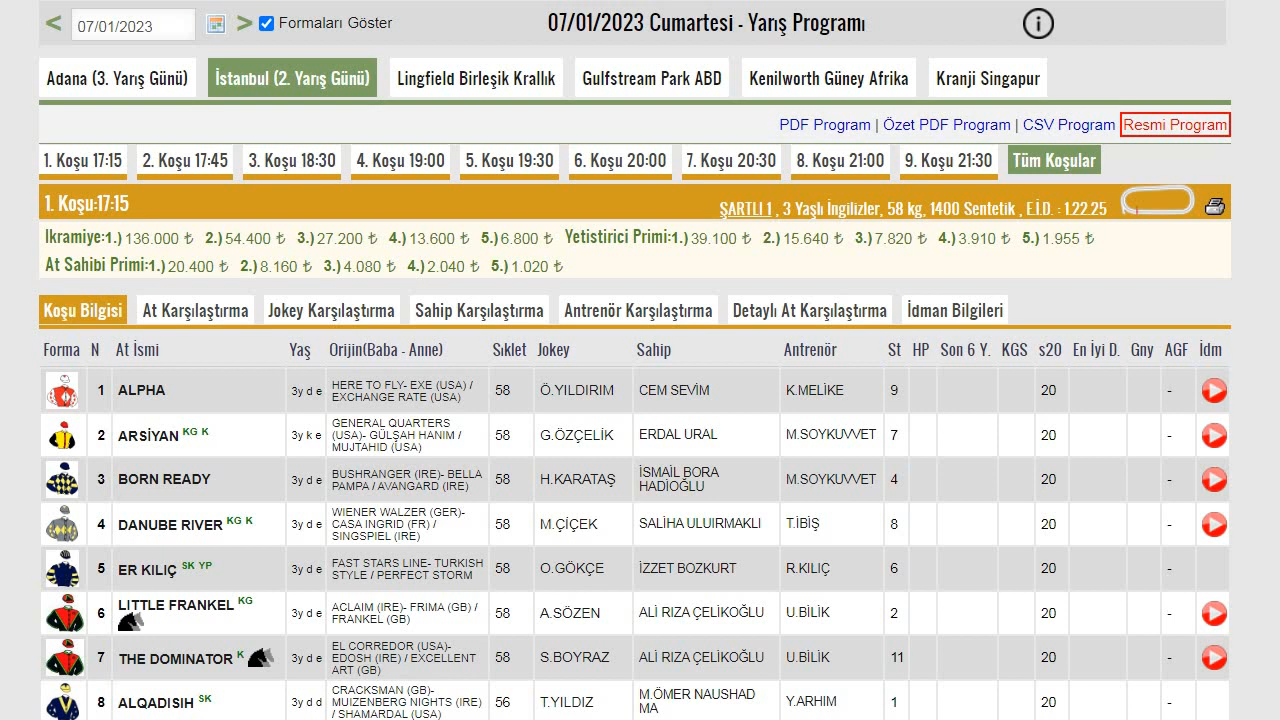 < 07/01/2023 > Formaları Göster 07/01/2023 Cumartesi - Yarış Programı
Adana (3. Yarış Günü) İstanbul (2. Yarış Günü) Lingfield Birleşik Krallık Gulfstream Park ABD Kenilworth Güney Afrika Kranji Singapur
PDF Program | Özet PDF Program | CSV Program Resmi Program
1. Koşu 17:15 2. Koşu 17:45 3. Koşu 18:30 4. Koşu 19:00 5. Koşu 19:30 6. Koşu 20:00 7. Koşu 20:30 8. Koşu 21:00 9. Koşu 21:30 Tüm Koşular
1. Koşu:17:15 ŞARTLI 1 , 3 Yaşlı İngilizler, 58 kg, 1400 Sentetik , E.İ.D. : 1.22.25
Ikramiye:1.) 136.000 ₺ 2.) 54.400 ₺ 3.) 27.200 ₺ 4.) 13.600 ₺ 5.) 6.800 ₺ Yetistirici Primi:1.) 39.100 ₺ 2.) 15.640 ₺ 3.) 7.820 ₺ 4.) 3.910 ₺ 5.) 1.955 ₺
At Sahibi Primi:1.) 20.400 ₺ 2.) 8.160 ₺ 3.) 4.080 ₺ 4.) 2.040 ₺ 5.) 1.020 ₺
Koşu Bilgisi At Karşılaştırma Jokey Karşılaştırma Sahip Karşılaştırma Antrenör Karşılaştırma Detaylı At Karşılaştırma İdman Bilgileri
Forma N At İsmi Yaş Orijin(Baba - Anne) Sıklet Jokey Sahip Antrenör St HP Son 6 Y. KGS s20 En İyi D. Gny AGF İdm
1 ALPHA 3y d e HERE TO FLY- EXE (USA) / EXCHANGE RATE (USA) 58 Ö.YILDIRIM CEM SEVİM K.MELİKE 9 20 -
2 ARSİYAN KG K 3y k e GENERAL QUARTERS (USA)- GÜLŞAH HANIM / MUJTAHID (USA) 58 G.ÖZÇELİK ERDAL URAL M.SOYKUVVET 7 20 -
3 BORN READY 3y d e BUSHRANGER (IRE)- BELLA PAMPA / AVANGARD (IRE) 58 H.KARATAŞ İSMAİL BORA HADİOĞLU M.SOYKUVVET 4 20 -
4 DANUBE RIVER KG K 3y d e WIENER WALZER (GER)- CASA INGRID (FR) / SINGSPIEL (IRE) 58 M.ÇİÇEK SALİHA ULUIRMAKLI T.İBİŞ 8 20 -
5 ER KILIÇ SK YP 3y d e FAST STARS LINE- TURKISH STYLE / PERFECT STORM 58 O.GÖKÇE İZZET BOZKURT R.KILIÇ 6 20 -
6 LITTLE FRANKEL KG 3y d e ACLAIM (IRE)- FRIMA (GB) / FRANKEL (GB) 58 A.SÖZEN ALİ RIZA ÇELİKOĞLU U.BİLİK 2 20 -
7 THE DOMINATOR K 3y d e EL CORREDOR (USA)- EDOSH (IRE) / EXCELLENT ART (GB) 58 S.BOYRAZ ALİ RIZA ÇELİKOĞLU U.BİLİK 11 20 -
8 ALQADISIH SK 3y d d CRACKSMAN (GB)- MUIZENBERG NIGHTS (IRE) / SHAMARDAL (USA) 56 T.YILDIZ M.ÖMER NAUSHAD MA Y.ARHIM 1 20 -